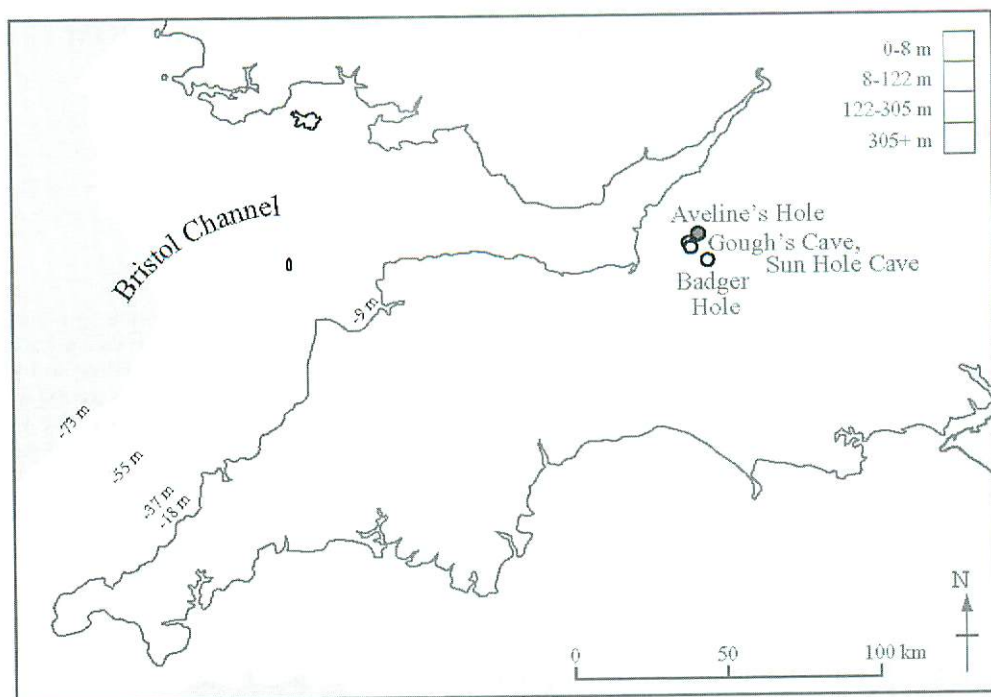 0-8 m
8-122 m
122-305 m
305+ m
Bristol Channel
Aveline's Hole
Gough's Cave,
Sun Hole Cave
Badger
Hole
-9 m
-73 m
-55 m
-37 m
-18 m
N
0 50 100 km